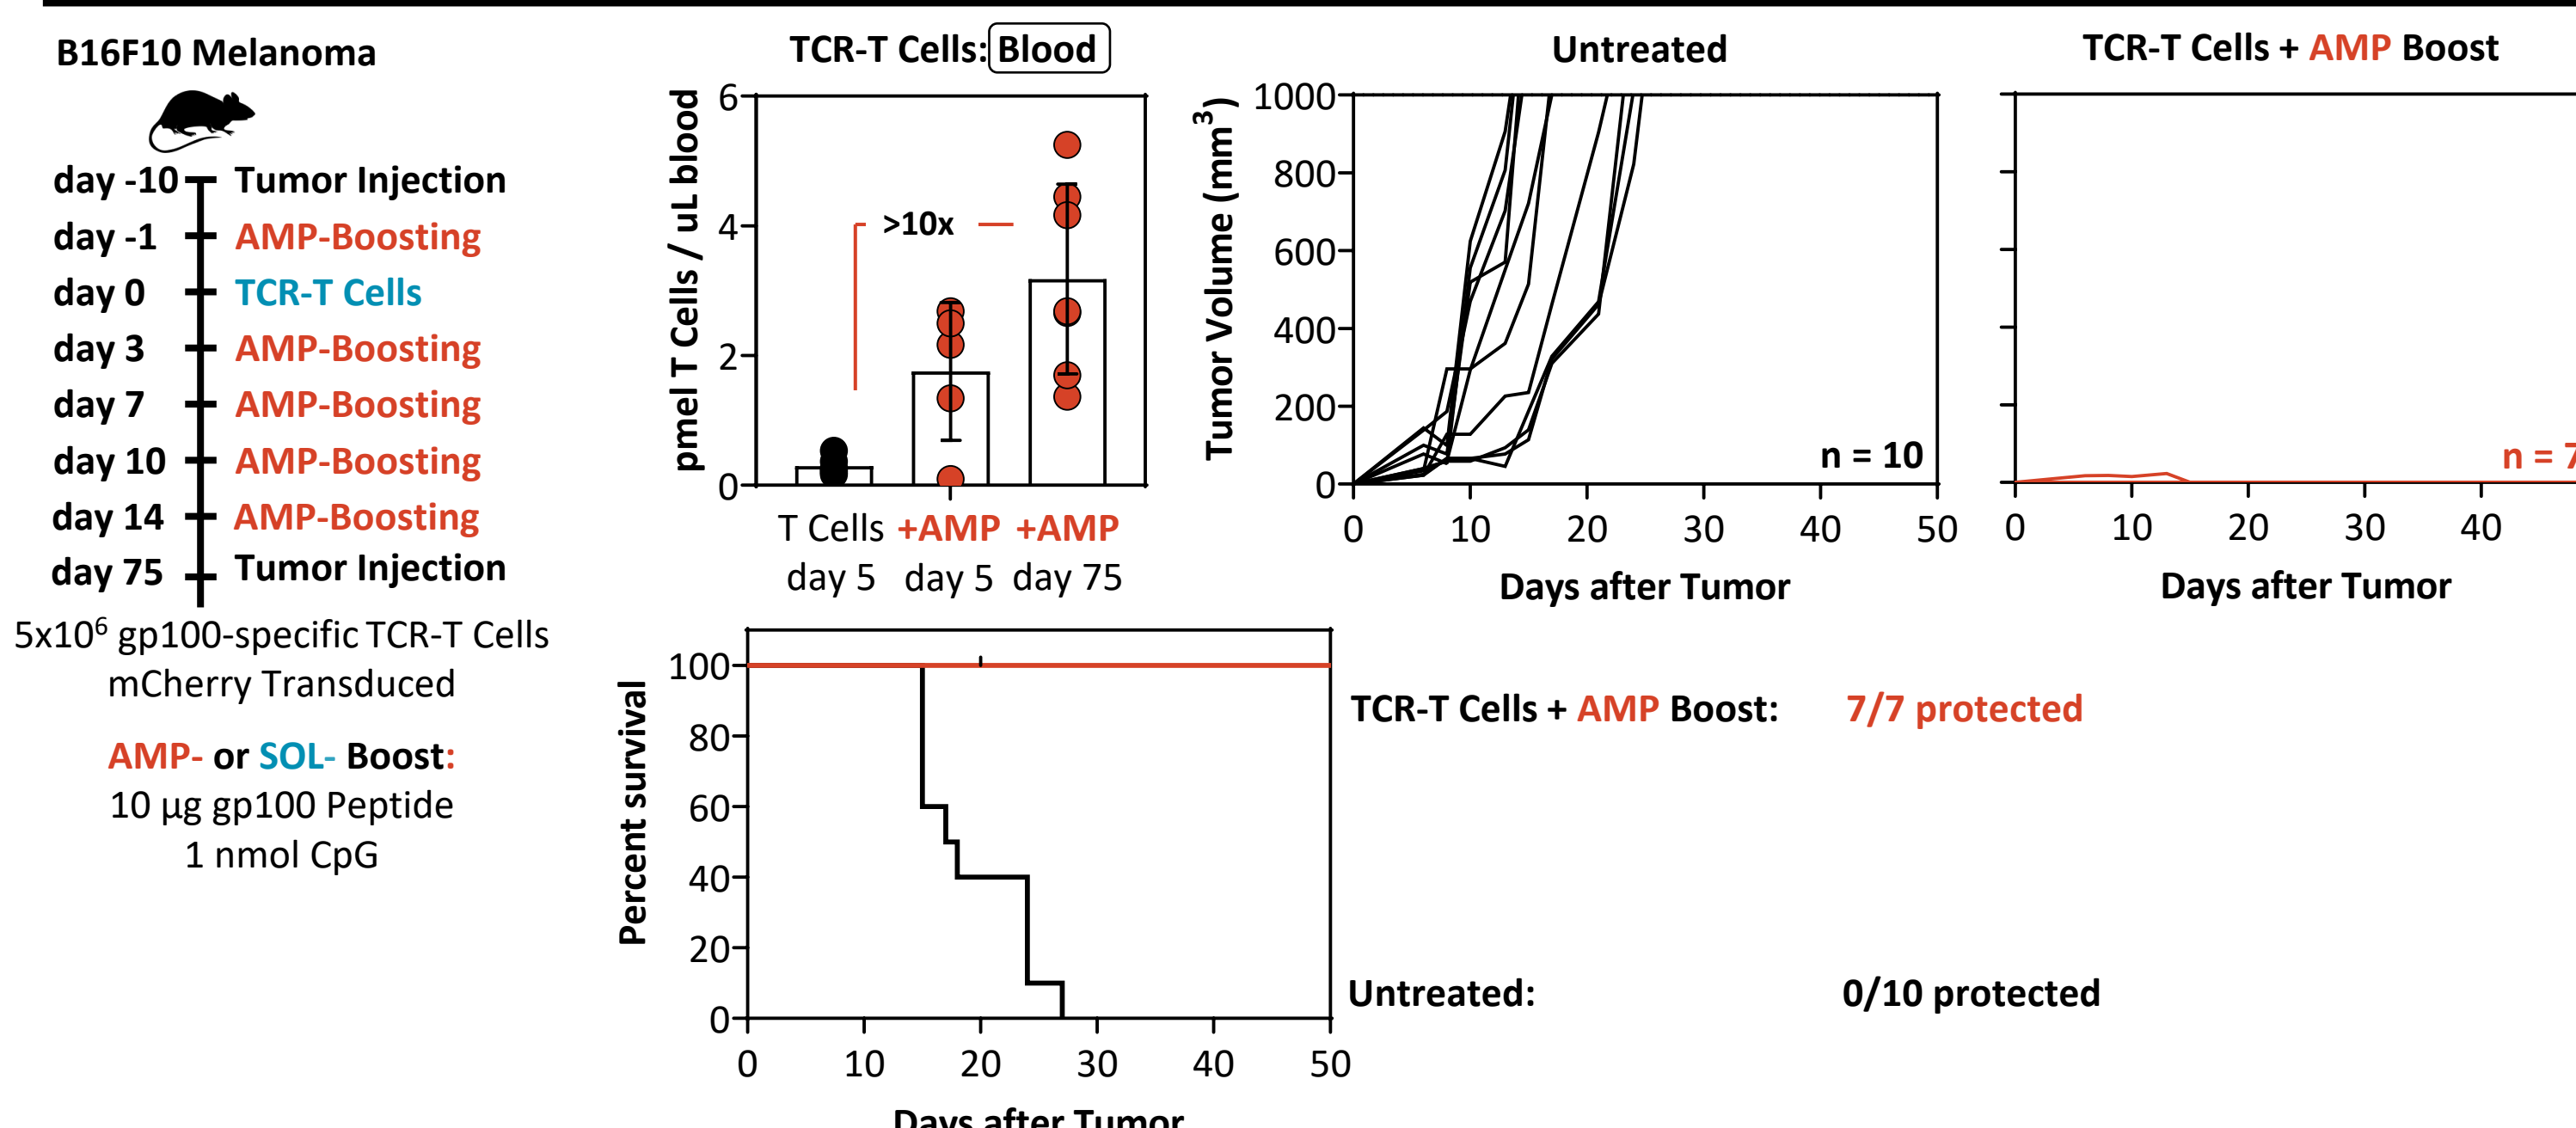 B16F10 Melanoma
day -10 Tumor Injection
day -1 AMP-Boosting
day 0 TCR-T Cells
day 3 AMP-Boosting
day 7 AMP-Boosting
day 10 AMP-Boosting
day 14 AMP-Boosting
day 75 Tumor Injection
5x10⁶ gp100-specific TCR-T Cells
mCherry Transduced
AMP- or SOL- Boost:
10 µg gp100 Peptide
1 nmol CpG
TCR-T Cells: Blood
pmel T Cells / uL blood
6
4
2
0
>10x
T Cells +AMP +AMP
day 5 day 5 day 75
Untreated
Tumor Volume (mm³)
1000
800
600
400
200
0
n = 10
0 10 20 30 40 50
Days after Tumor
TCR-T Cells + AMP Boost
n = 7
0 10 20 30 40
Days after Tumor
Percent survival
100
80
60
40
20
0
0 10 20 30 40 50
Days after Tumor
TCR-T Cells + AMP Boost: 7/7 protected
Untreated: 0/10 protected